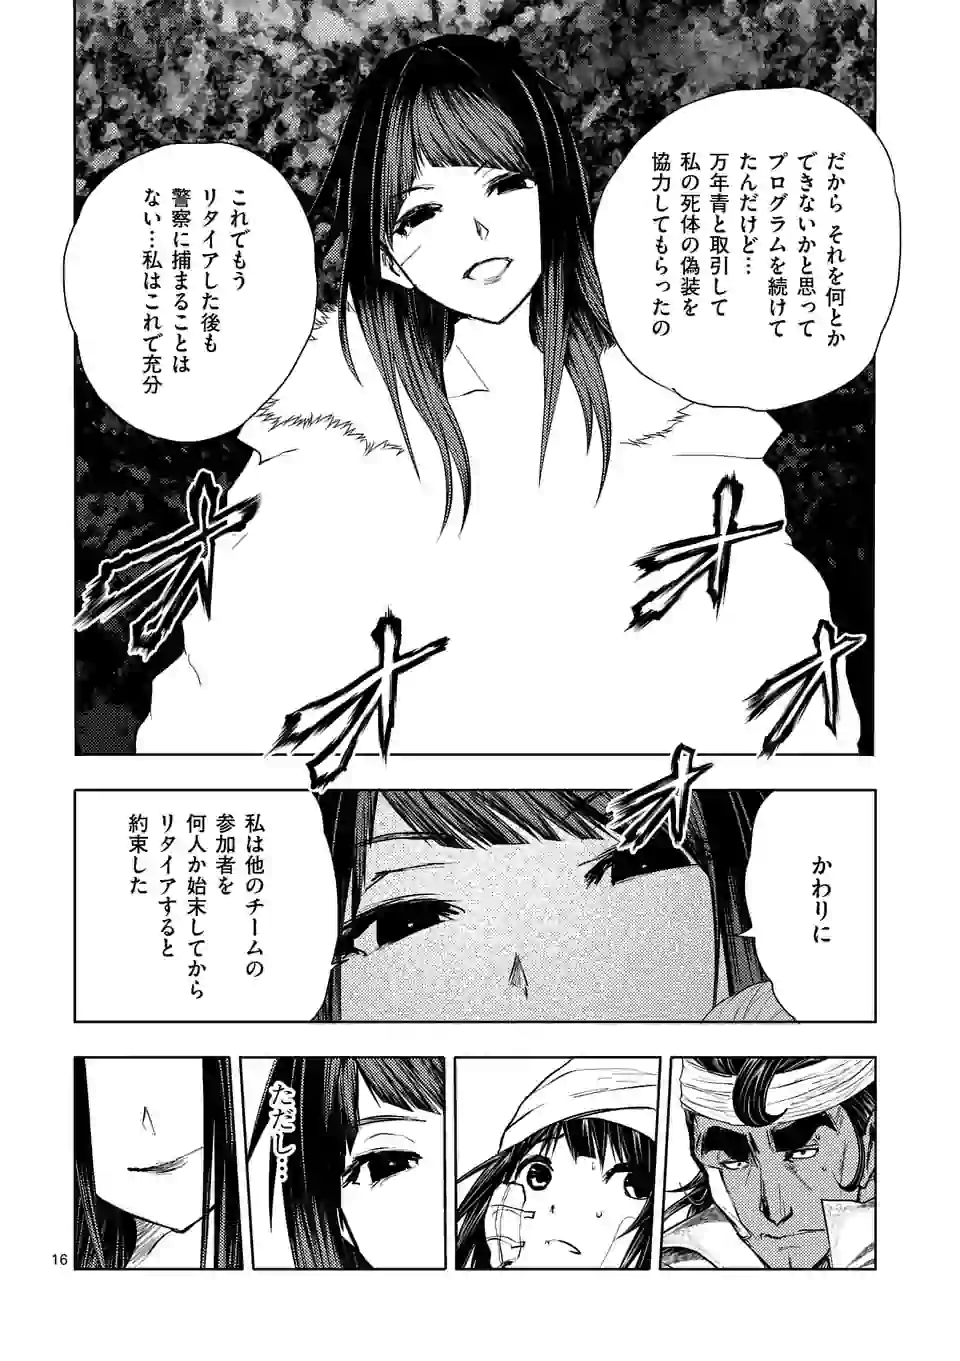 だから それを何とか
できないかと思って
プログラムを続けて
たんだけど…
万年青と取引して
私の死体の偽装を
協力してもらったの
これでもう
リタイアした後も
警察に捕まることは
ない…私はこれで充分
オ
オ
オ
オ
オ
かわりに
私は他のチームの
参加者を
何人か始末してから
リタイアすると
約束した
ただし…
16